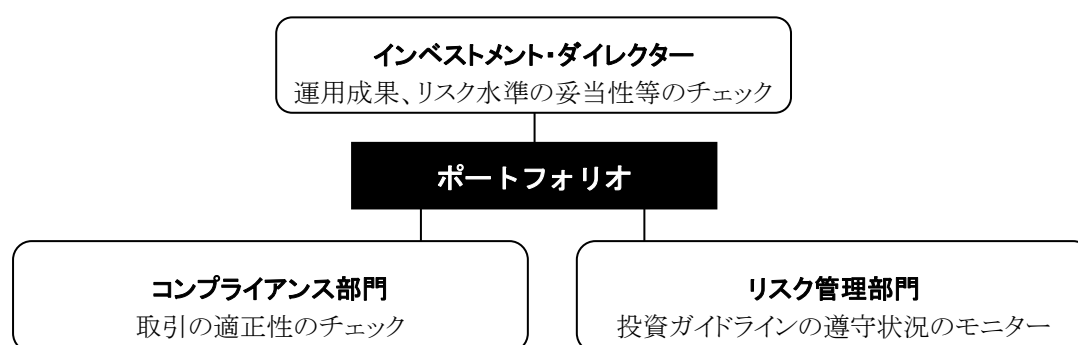 インベストメント・ダイレクター
運用成果、リスク水準の妥当性等のチェック
ポートフォリオ
コンプライアンス部門
取引の適正性のチェック
リスク管理部門
投資ガイドラインの遵守状況のモニター